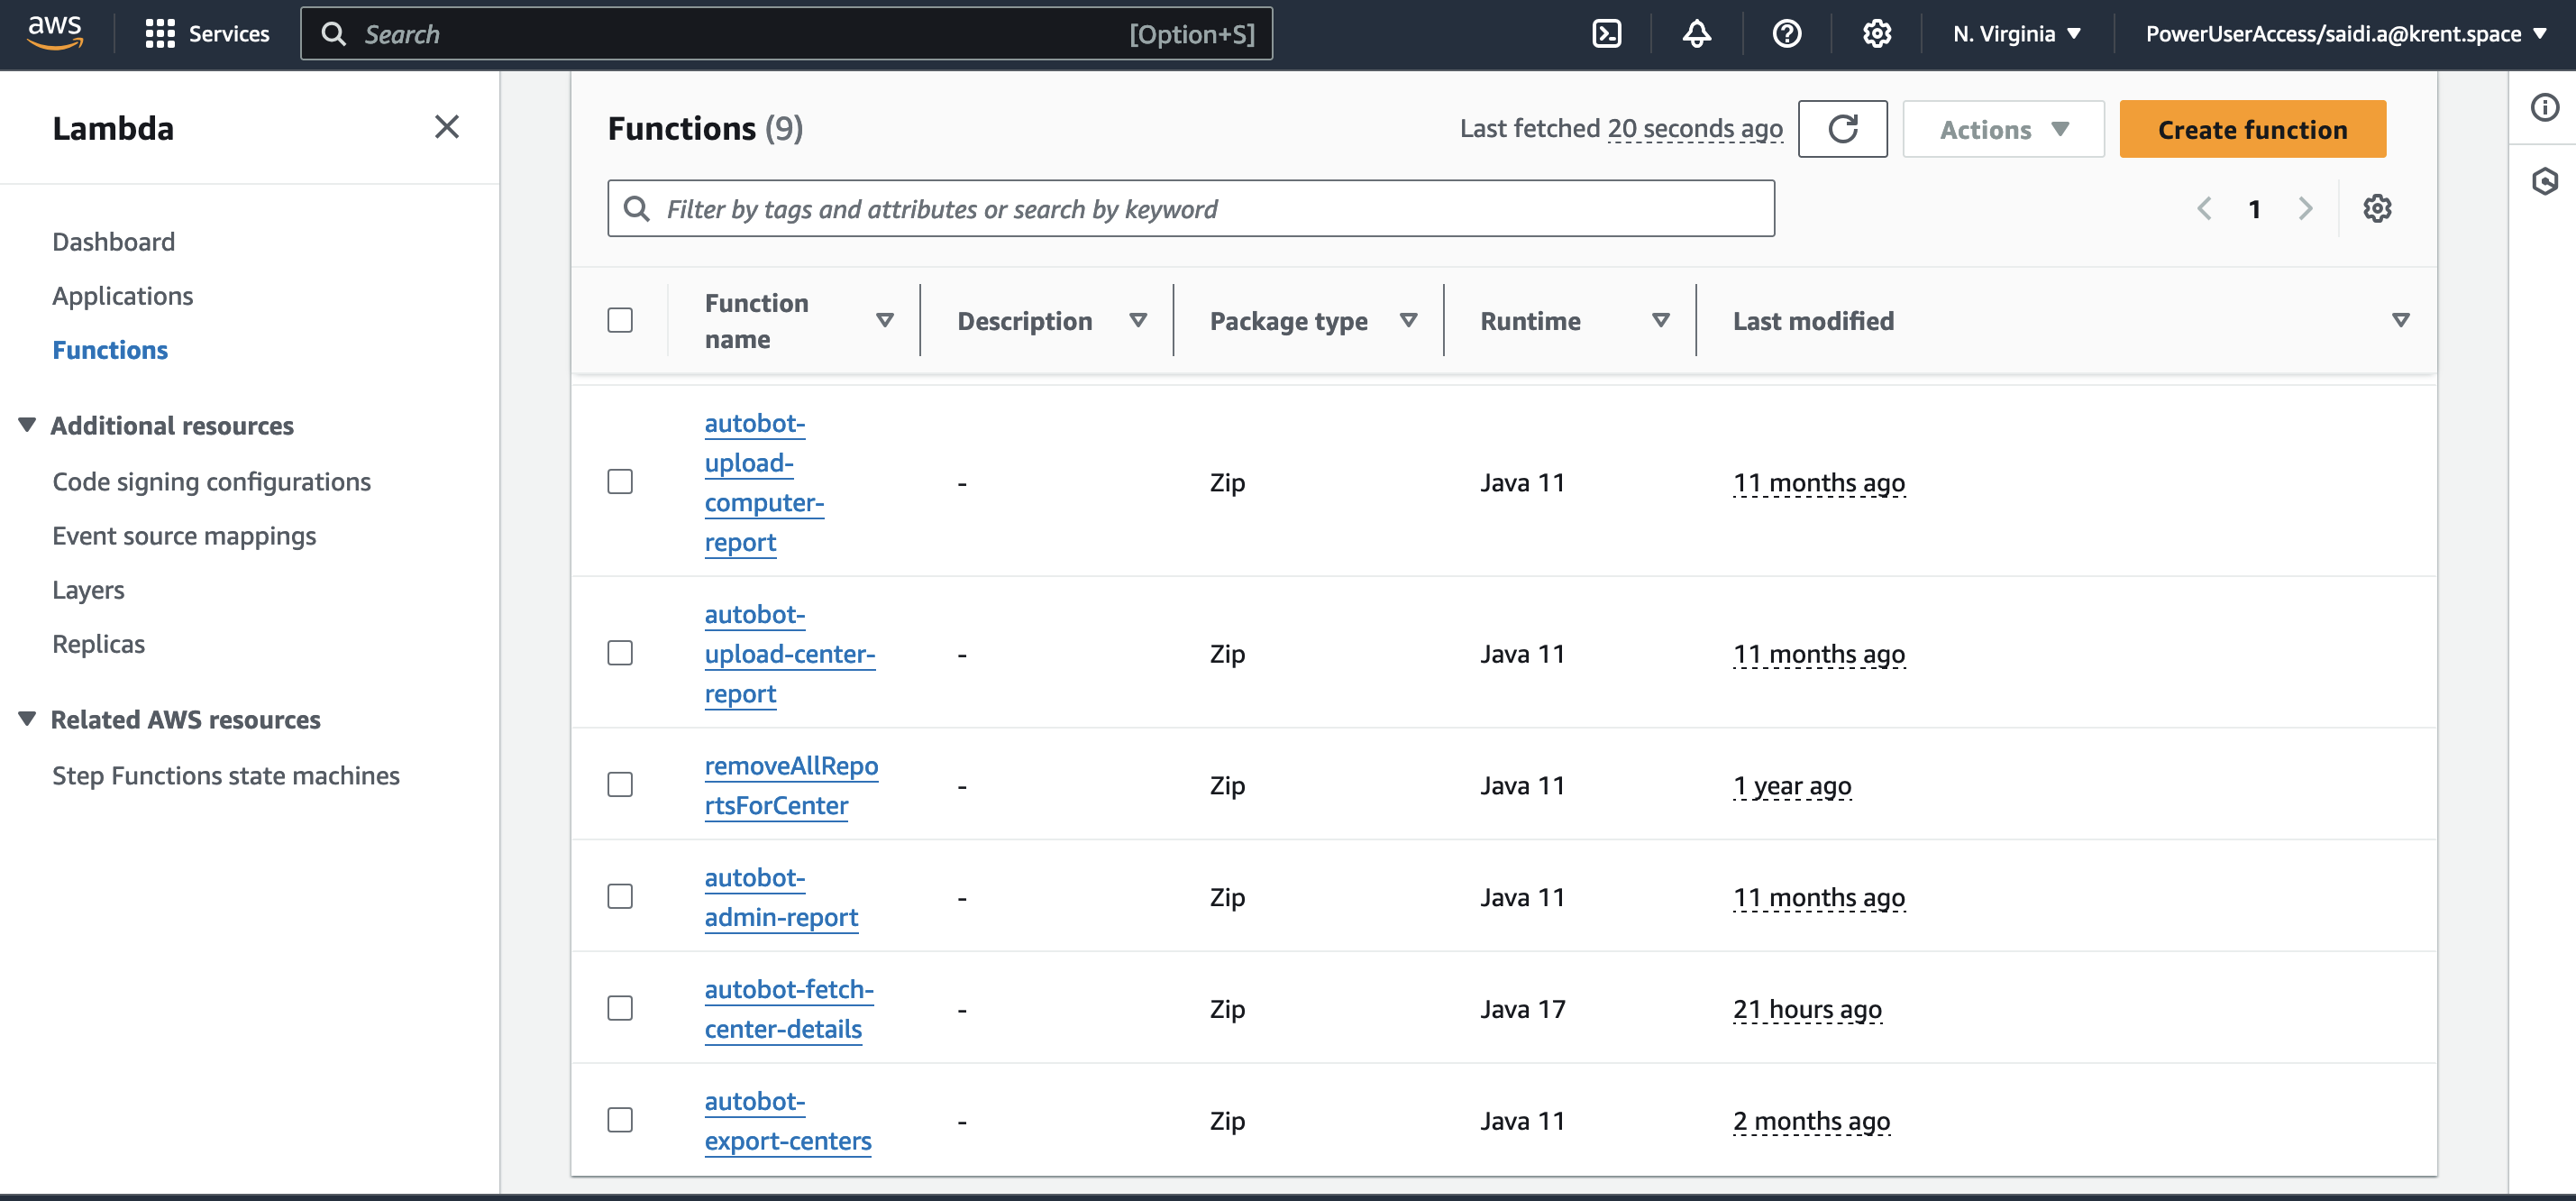 aws
Services
Search
[Option+S]
N. Virginia
PowerUserAccess/saidi.a@krent.space
Lambda
Dashboard
Applications
Functions
Additional resources
Code signing configurations
Event source mappings
Layers
Replicas
Related AWS resources
Step Functions state machines
Functions (9)
Last fetched 20 seconds ago
Actions
Create function
Filter by tags and attributes or search by keyword
1
Function
name
Description
Package type
Runtime
Last modified
autobot-
upload-
computer-
report
-
Zip
Java 11
11 months ago
autobot-
upload-center-
report
-
Zip
Java 11
11 months ago
removeAllRepo
rtsForCenter
-
Zip
Java 11
1 year ago
autobot-
admin-report
-
Zip
Java 11
11 months ago
autobot-fetch-
center-details
-
Zip
Java 17
21 hours ago
autobot-
export-centers
-
Zip
Java 11
2 months ago